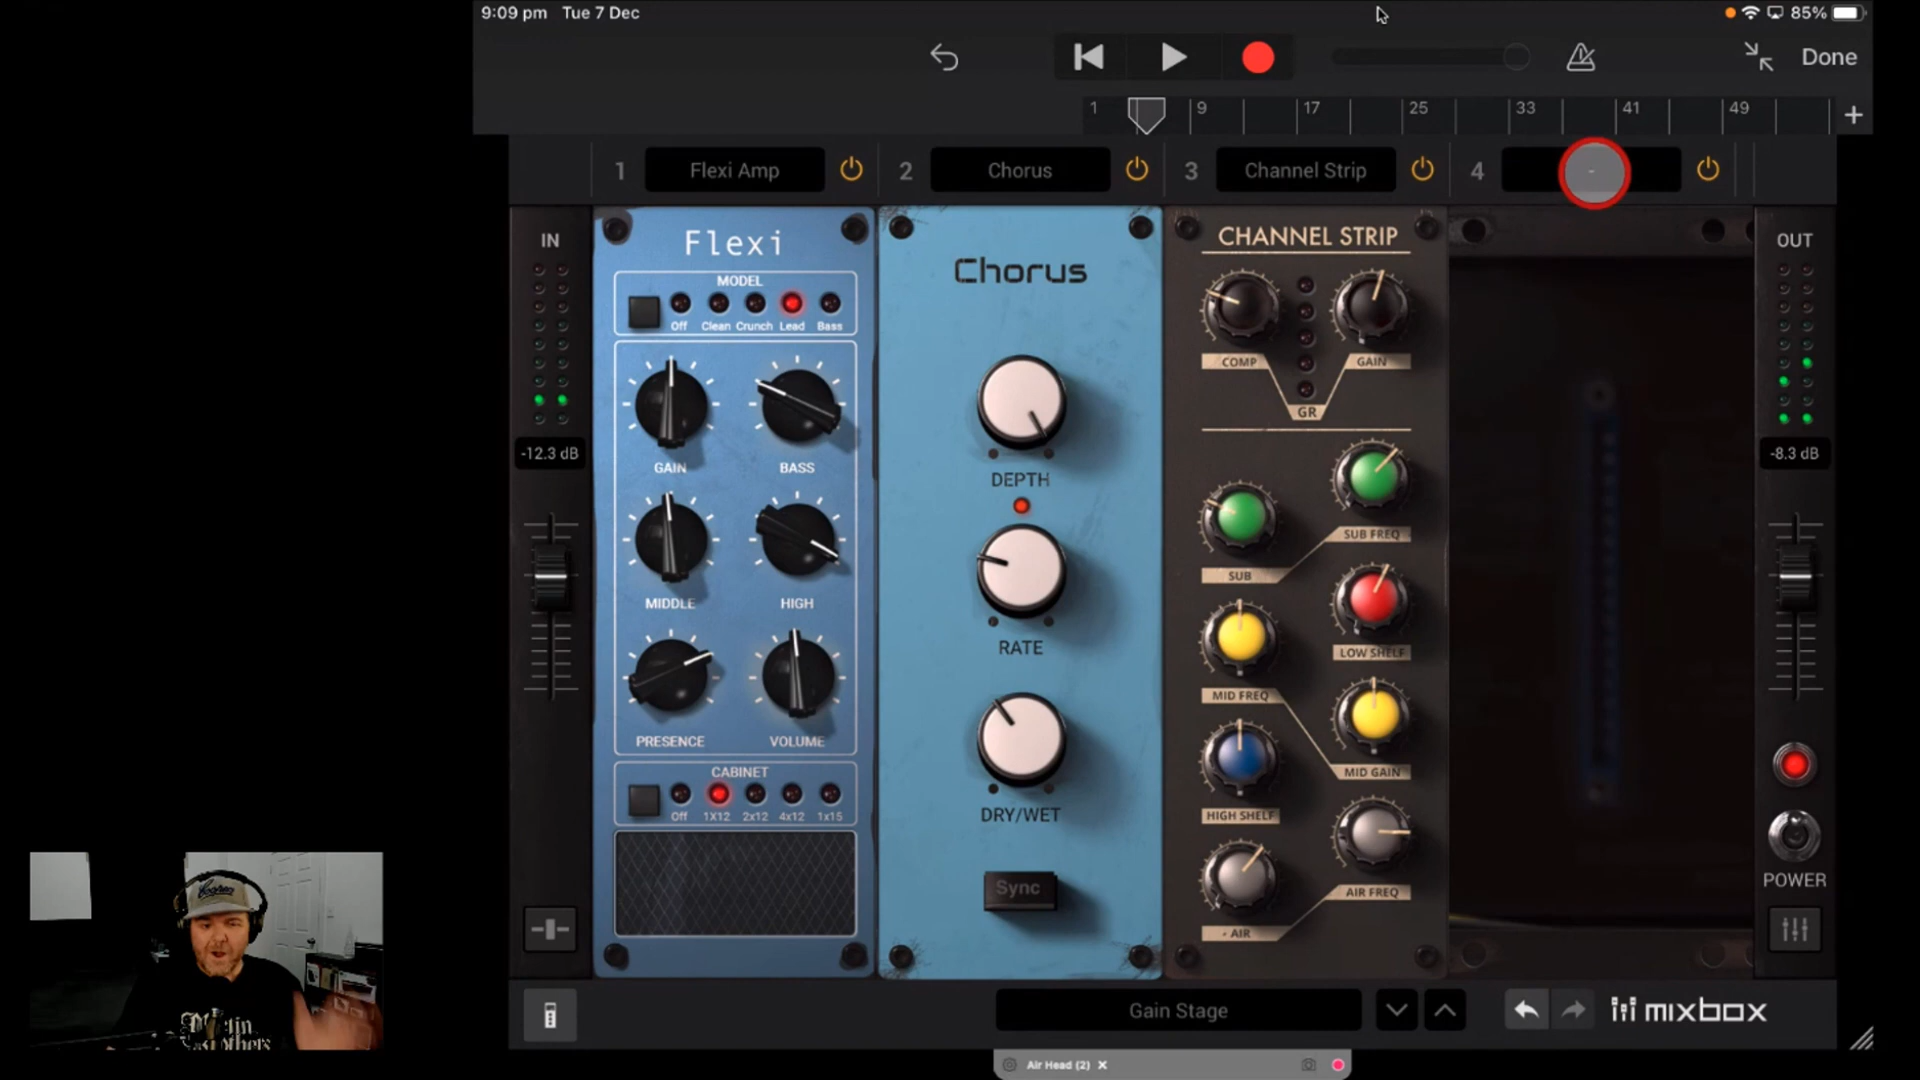 9:09 pm Tue 7 Dec
85%
Done
1 9 17 25 33 41 49 +
1 Flexi Amp
2 Chorus
3 Channel Strip
4 -
IN
-12.3 dB
Flexi
MODEL
Off Clean Crunch Lead Bass
GAIN BASS
MIDDLE HIGH
PRESENCE VOLUME
CABINET
Off 1X12 2x12 4x12 1x15
Chorus
DEPTH
RATE
DRY/WET
Sync
CHANNEL STRIP
COMP GAIN
GR
SUB FREQ
SUB
LOW SHELF
MID FREQ
MID GAIN
HIGH SHELF
AIR FREQ
AIR
OUT
-8.3 dB
POWER
Gain Stage
mixbox
Air Head (2)